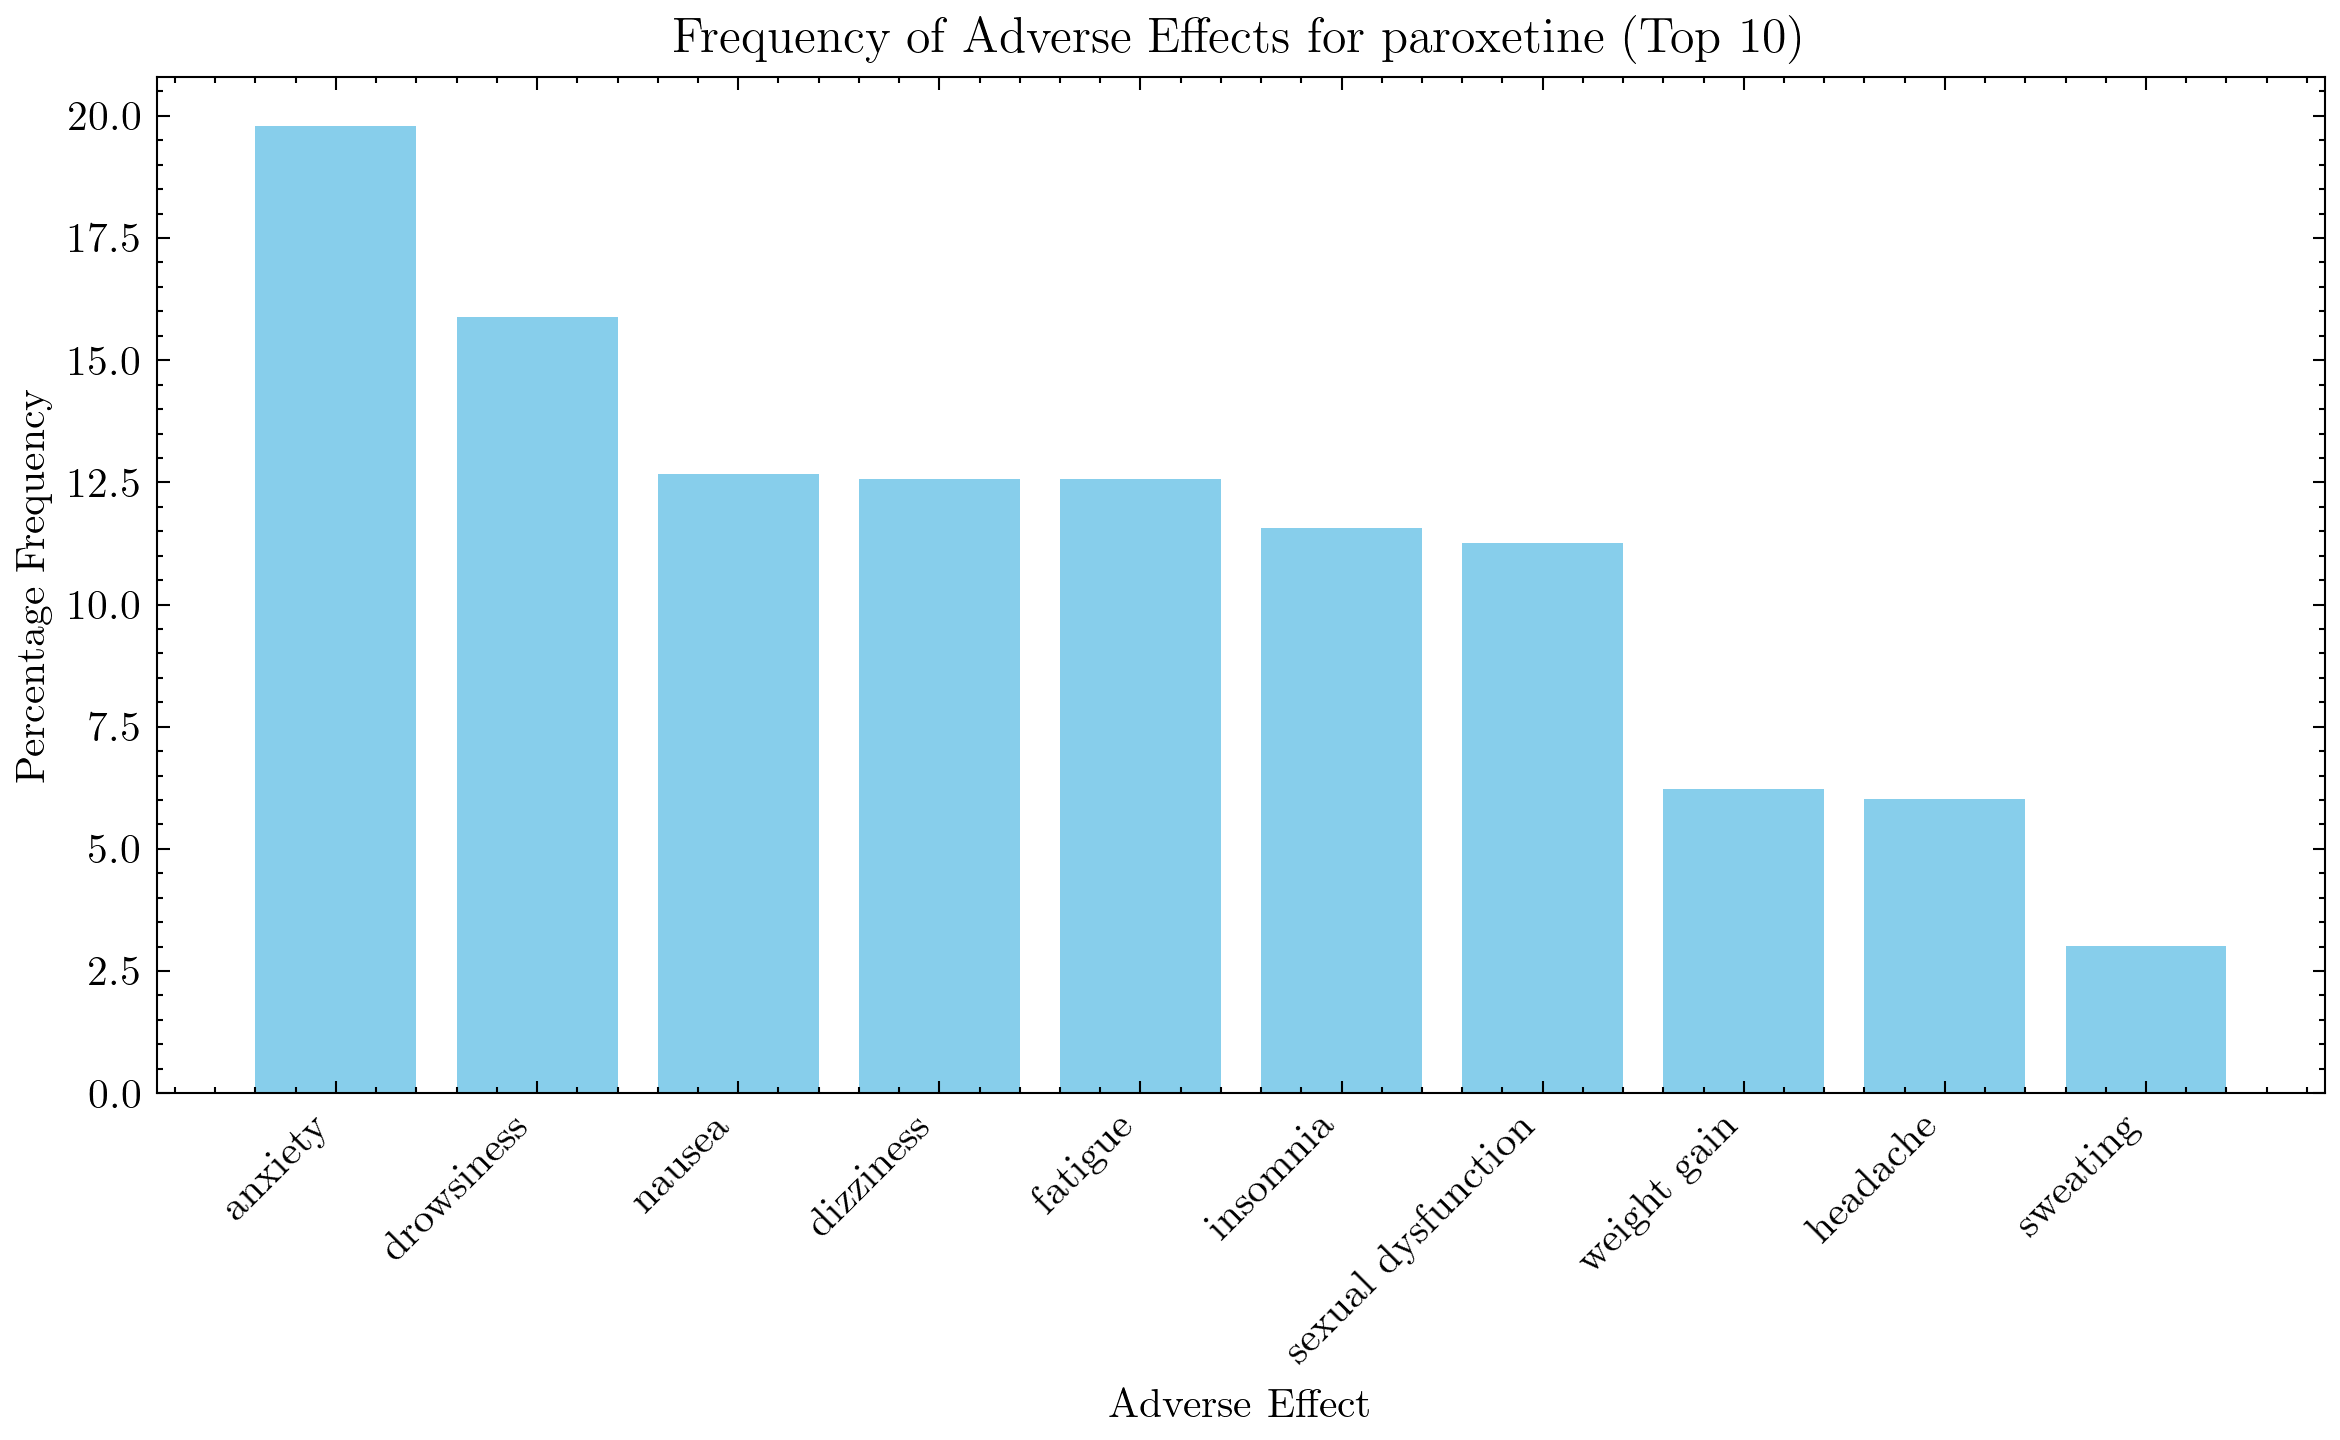 Frequency of Adverse Effects for paroxetine (Top 10)
Percentage Frequency
20.0
17.5
15.0
12.5
10.0
7.5
5.0
2.5
0.0
anxiety
drowsiness
nausea
dizziness
fatigue
insomnia
sexual dysfunction
weight gain
headache
sweating
Adverse Effect